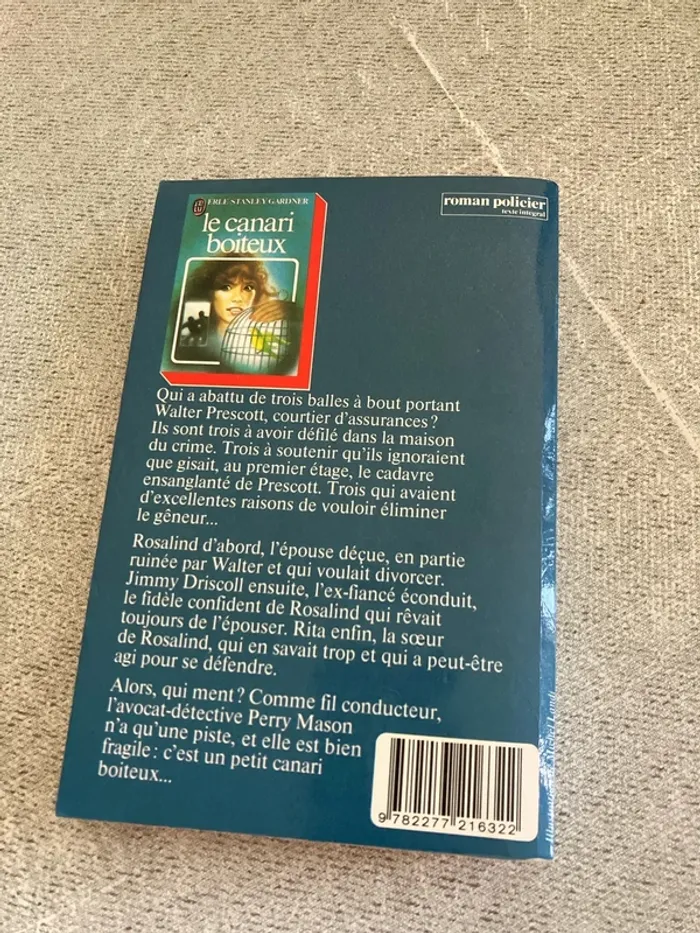 J'AI LU
ERLE STANLEY GARDNER
le canari
boiteux
roman policier
texte intégral
Qui a abattu de trois balles à bout portant
Walter Prescott, courtier d'assurances ?
Ils sont trois à avoir défilé dans la maison
du crime. Trois à soutenir qu'ils ignoraient
que gisait, au premier étage, le cadavre
ensanglanté de Prescott. Trois qui avaient
d'excellentes raisons de vouloir éliminer
le gêneur...
Rosalind d'abord, l'épouse déçue, en partie
ruinée par Walter et qui voulait divorcer.
Jimmy Driscoll ensuite, l'ex-fiancé éconduit,
le fidèle confident de Rosalind qui rêvait
toujours de l'épouser. Rita enfin, la sœur
de Rosalind, qui en savait trop et qui a peut-être
agi pour se défendre.
Alors, qui ment ? Comme fil conducteur,
l'avocat-détective Perry Mason
n'a qu'une piste, et elle est bien
fragile : c'est un petit canari
boiteux...
9 782277 216322
Michel Landi